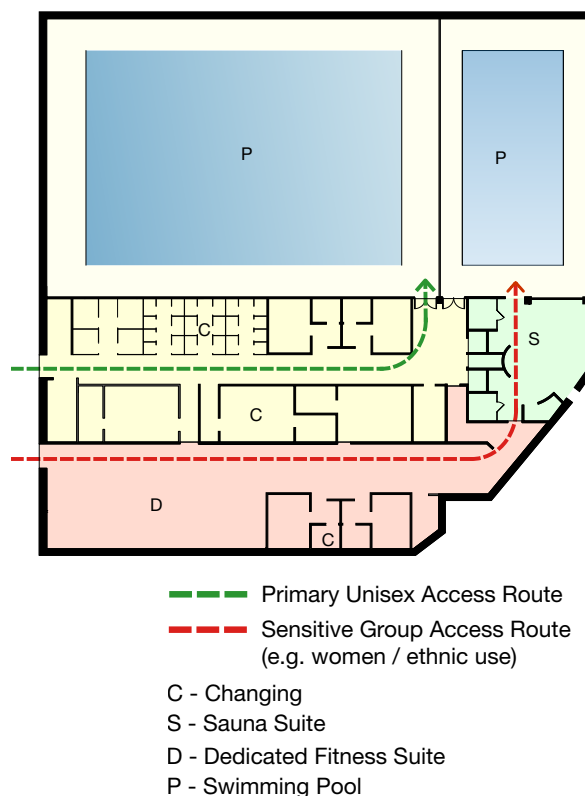 P
P
C
S
C
D
C
Primary Unisex Access Route
Sensitive Group Access Route
(e.g. women / ethnic use)
C - Changing
S - Sauna Suite
D - Dedicated Fitness Suite
P - Swimming Pool